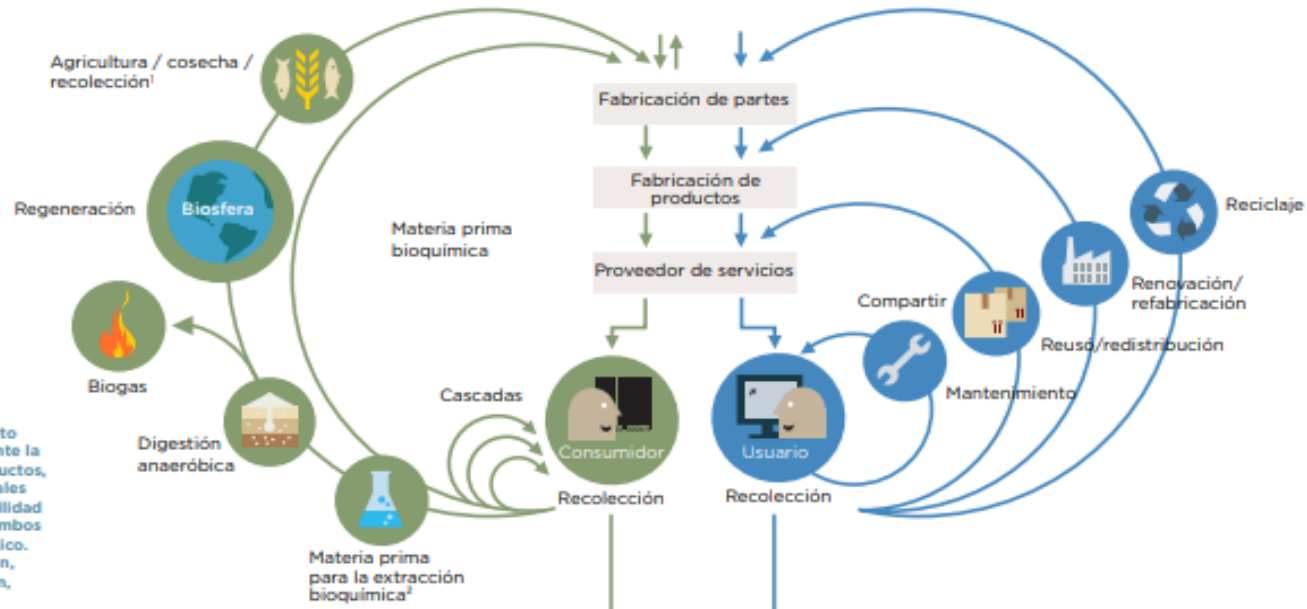 Agricultura / cosecha /
recolección¹
Regeneración
Biosfera
Biogas
Digestión
anaeróbica
Materia prima
para la extracción
bioquímica²
Materia prima
bioquímica
Cascadas
Fabricación de partes
Fabricación de
productos
Proveedor de servicios
Consumidor
Recolección
Usuario
Recolección
Compartir
Mantenimiento
Reuso/redistribución
Renovación/
refabricación
Reciclaje
nte la